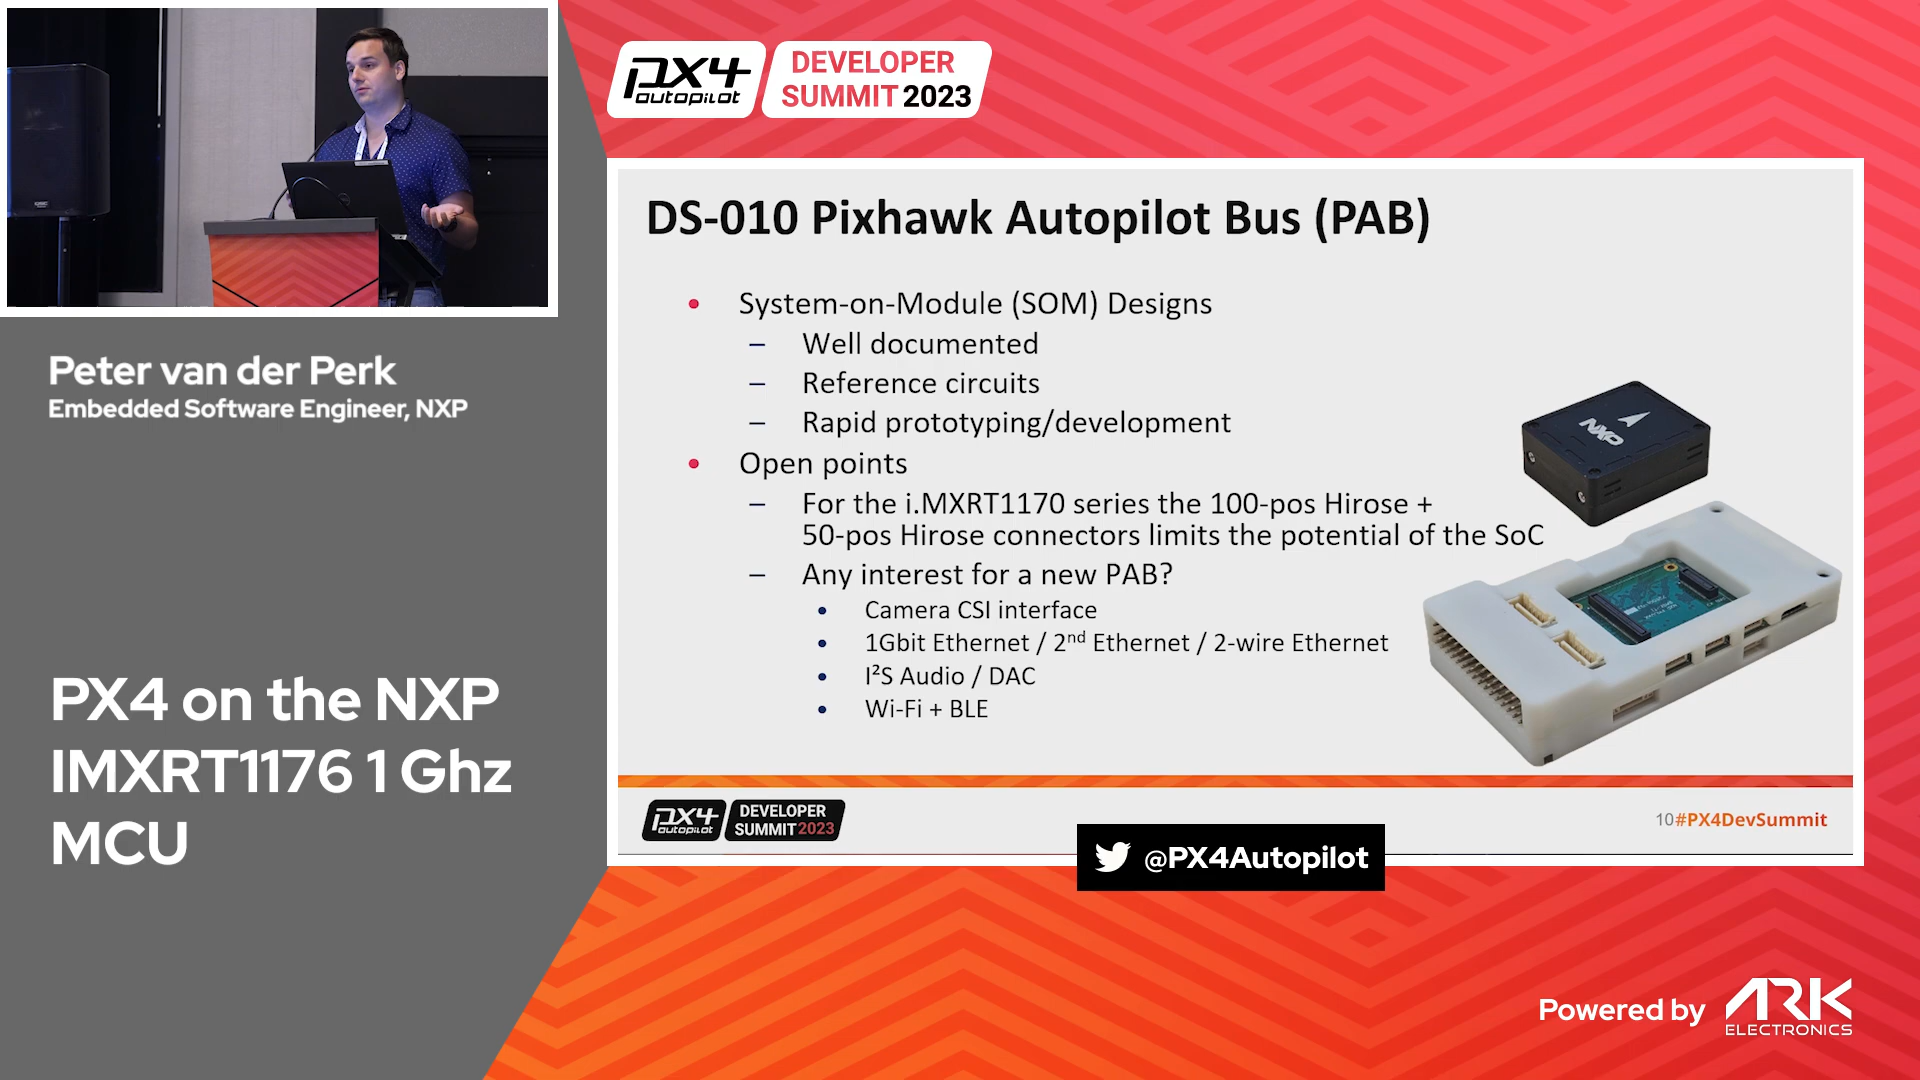 PX4 autopilot
DEVELOPER SUMMIT 2023
DS-010 Pixhawk Autopilot Bus (PAB)
• System-on-Module (SOM) Designs
– Well documented
– Reference circuits
– Rapid prototyping/development
• Open points
– For the i.MXRT1170 series the 100-pos Hirose +
50-pos Hirose connectors limits the potential of the SoC
– Any interest for a new PAB?
• Camera CSI interface
• 1Gbit Ethernet / 2nd Ethernet / 2-wire Ethernet
• I²S Audio / DAC
• Wi-Fi + BLE
NXP
PX4 autopilot
DEVELOPER
SUMMIT 2023
10 #PX4DevSummit
@PX4Autopilot
Peter van der Perk
Embedded Software Engineer, NXP
PX4 on the NXP
IMXRT1176 1 Ghz
MCU
Powered by ARK
ELECTRONICS